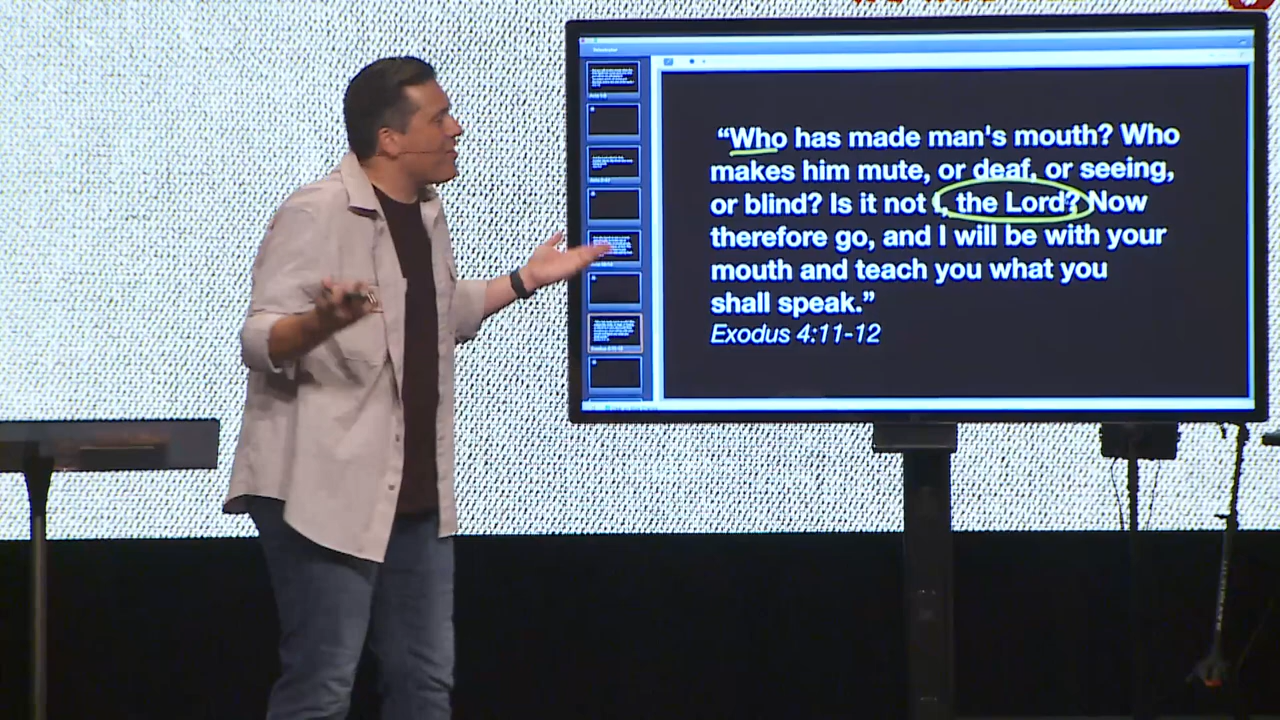 “Who has made man's mouth? Who
makes him mute, or deaf, or seeing,
or blind? Is it not I, the Lord? Now
therefore go, and I will be with your
mouth and teach you what you
shall speak.”
Exodus 4:11-12